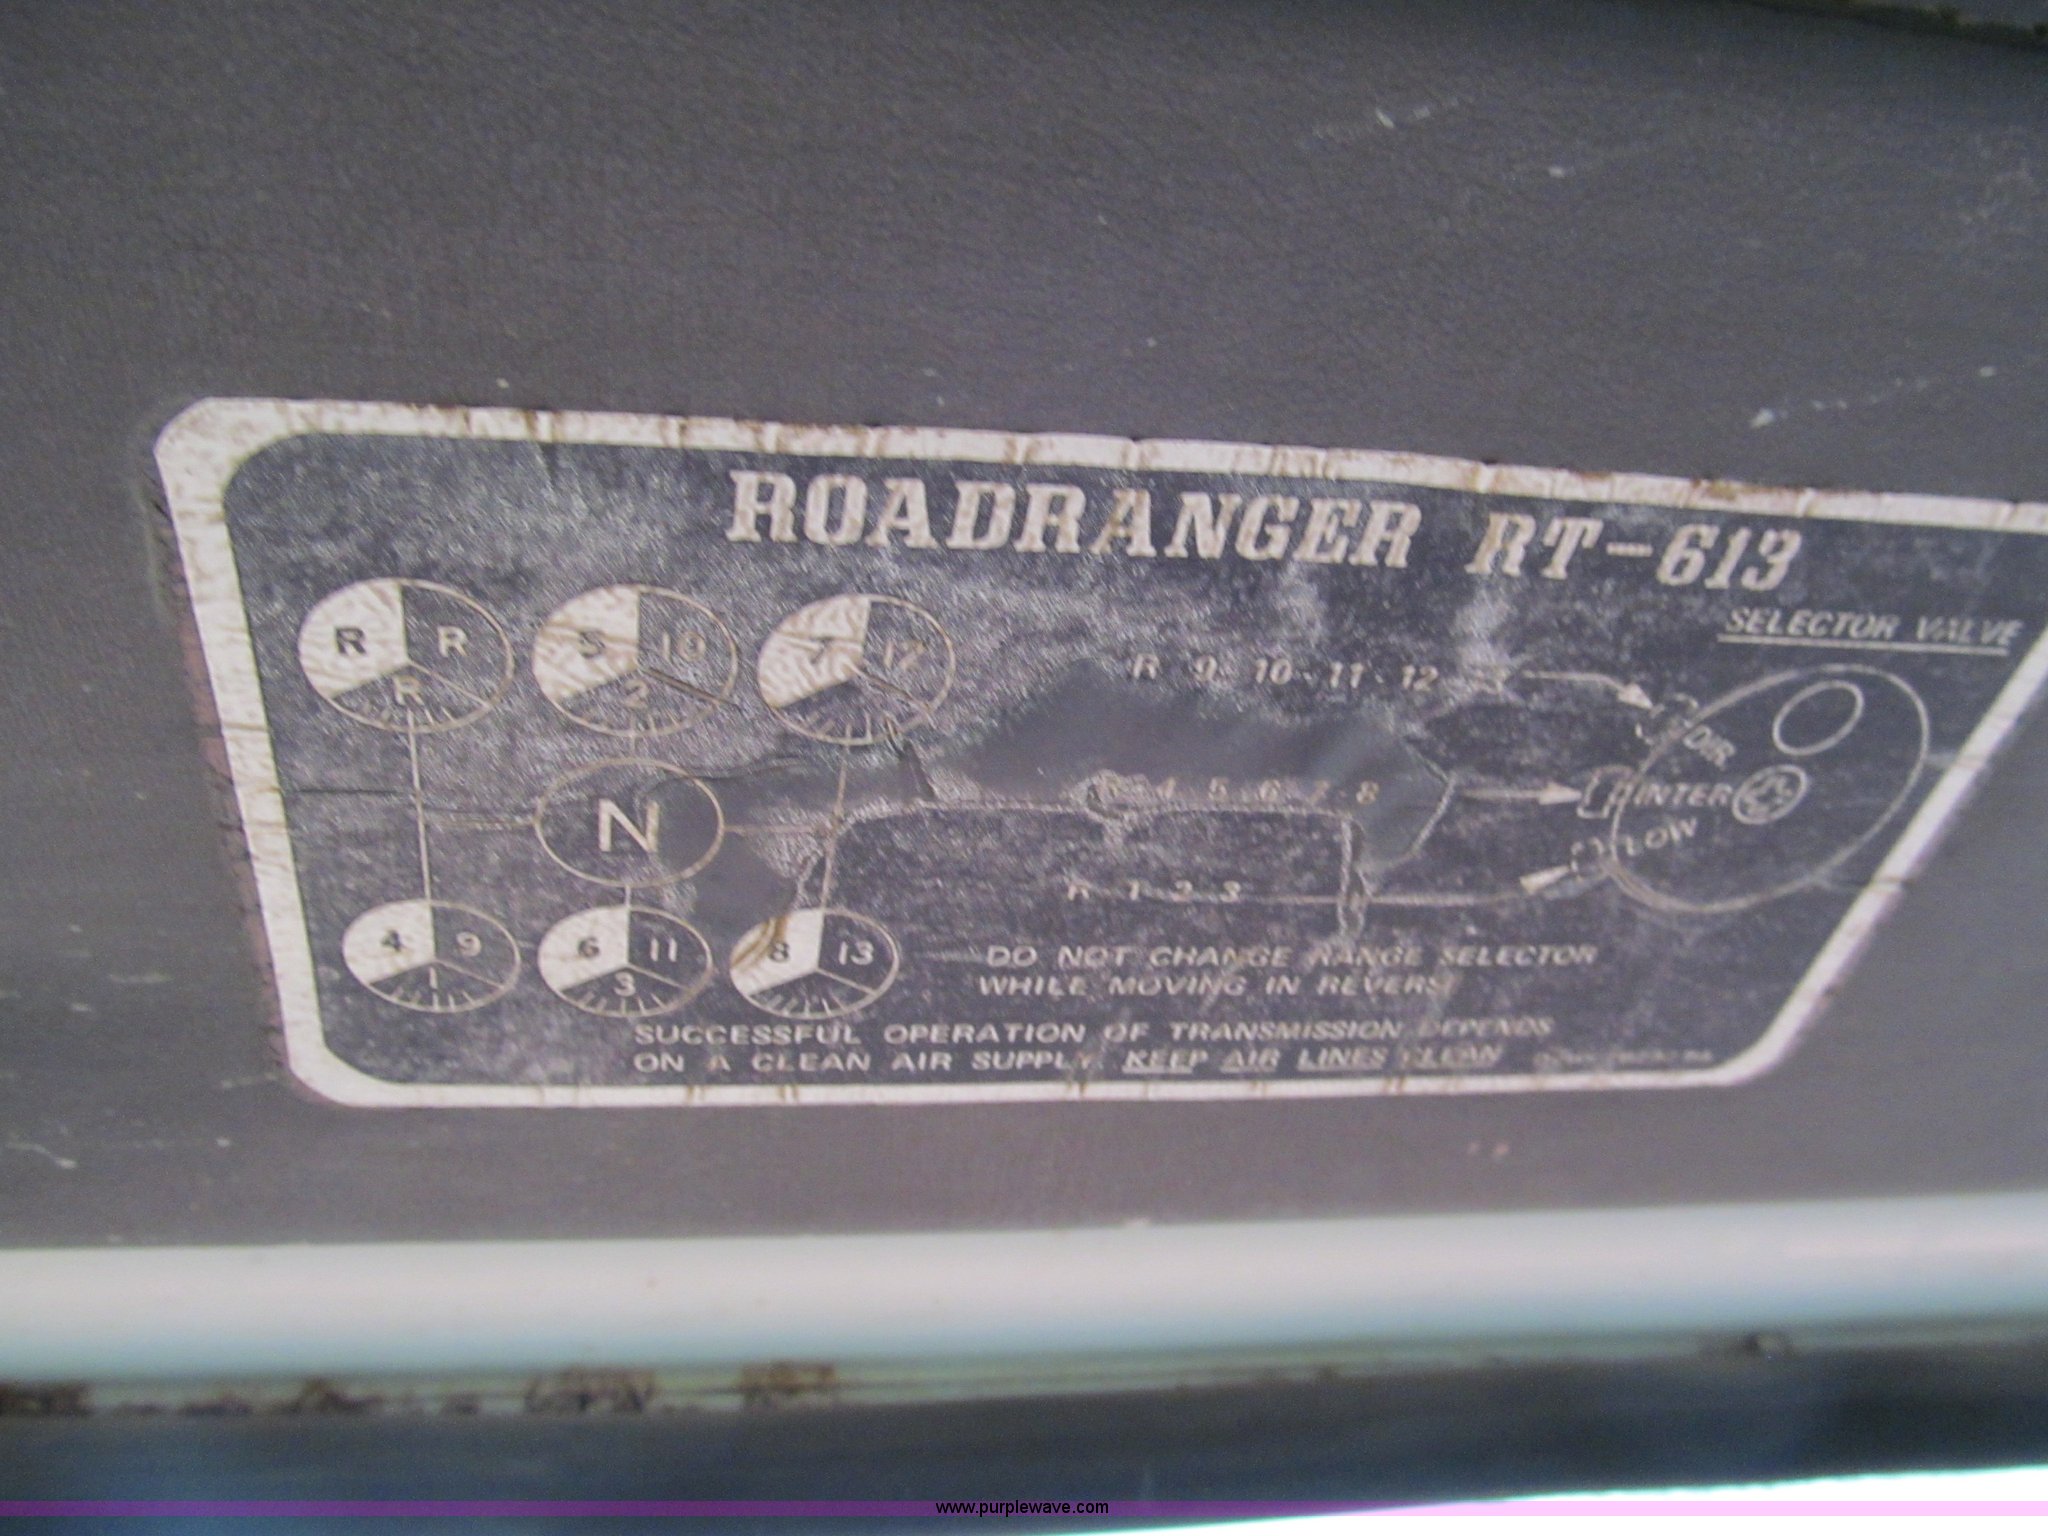 ROADRANGER RT-613
SELECTOR VALVE
R R R
5 10 2
7 12
R 9 - 10 - 11 - 12
DIR
N
4 5 6 7 - 8
INTER
LOW
R 1 2 3
4 9 1
6 11 3
8 13
DO NOT CHANGE RANGE SELECTOR
WHILE MOVING IN REVERSE
SUCCESSFUL OPERATION OF TRANSMISSION DEPENDS
ON A CLEAN AIR SUPPLY. KEEP AIR LINES CLEAN
www.purplewave.com